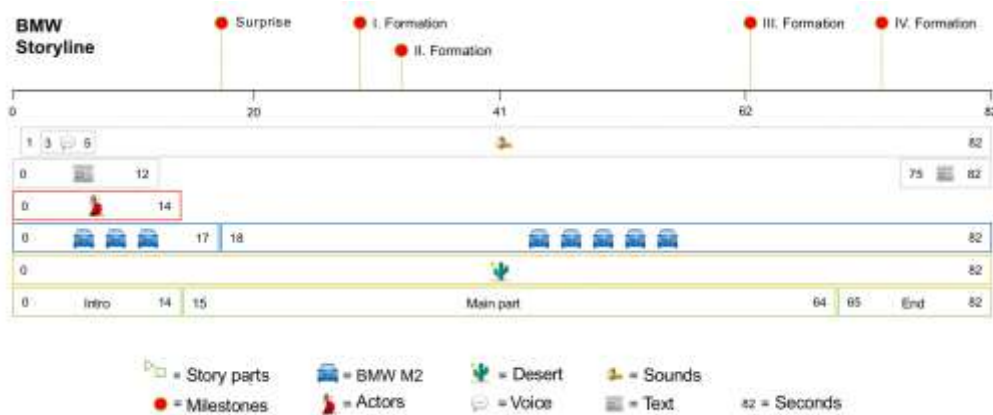 BMW
Storyline
Surprise
I. Formation
II. Formation
III. Formation
IV. Formation
0 20 41 62 82
1 3 5 82
0 12 75 82
0 14
0 17 18 82
0 82
0 Intro 14 15 Main part 64 65 End 82
= Story parts = BMW M2 = Desert = Sounds
= Milestones = Actors = Voice = Text 82 = Seconds